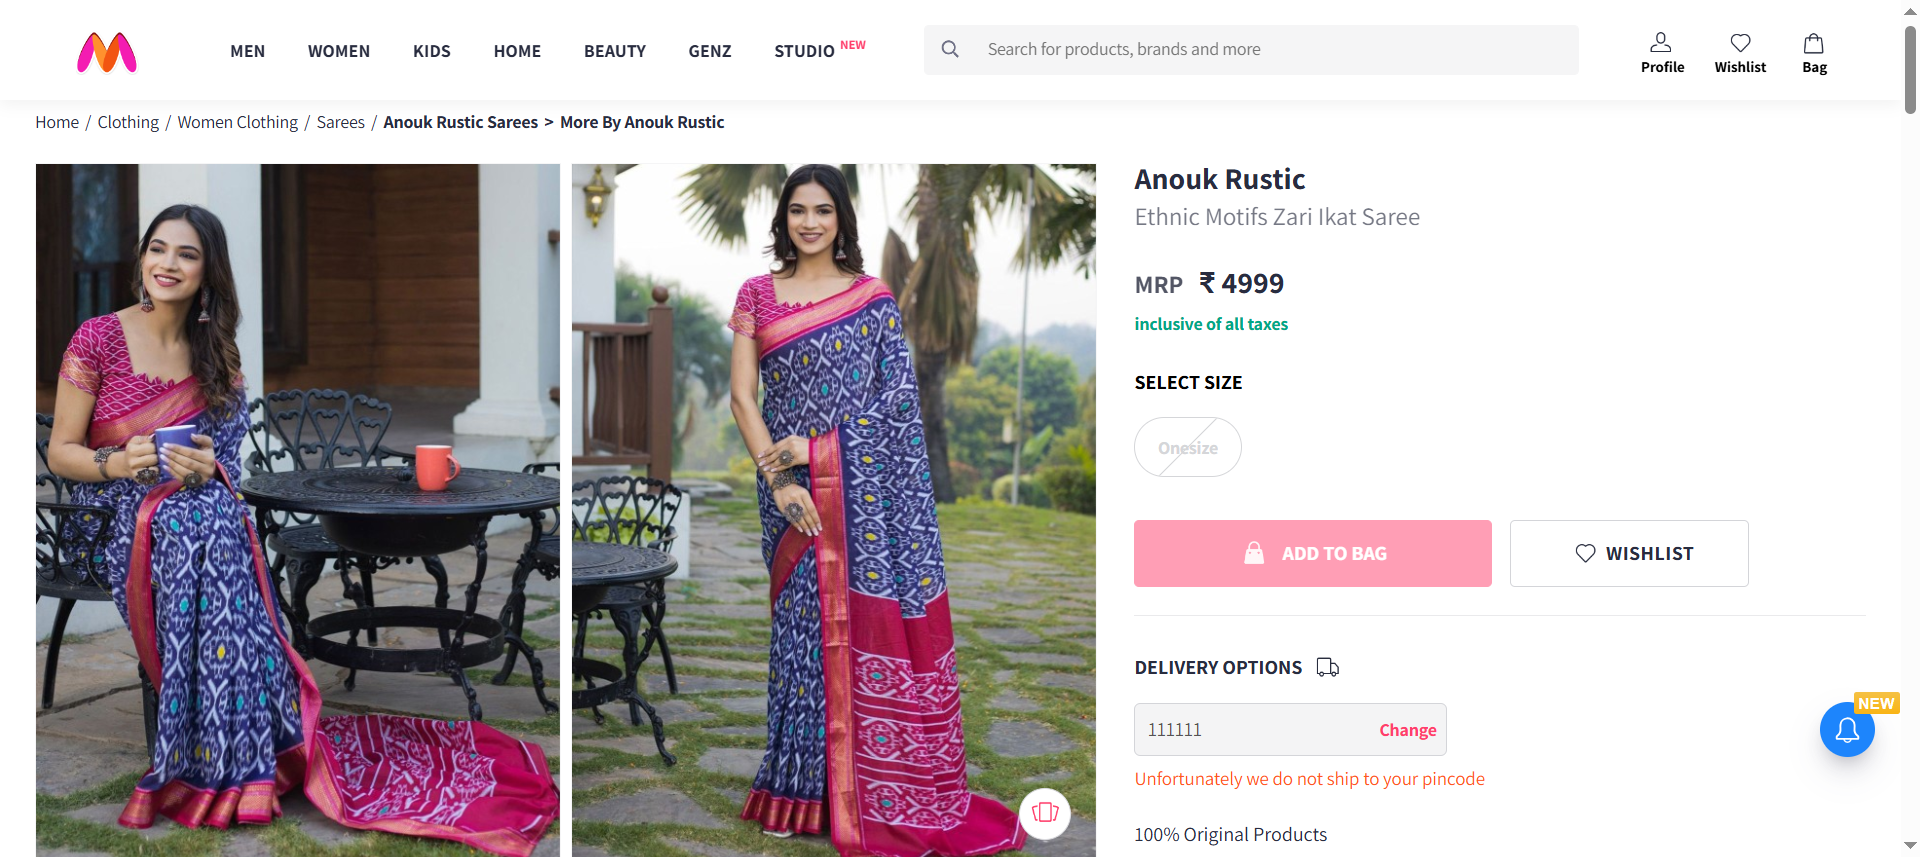 MEN WOMEN KIDS HOME BEAUTY GENZ STUDIO NEW Search for products, brands and more Profile Wishlist Bag
Home / Clothing / Women Clothing / Sarees / Anouk Rustic Sarees > More By Anouk Rustic
Anouk Rustic
Ethnic Motifs Zari Ikat Saree
MRP ₹ 4999
inclusive of all taxes
SELECT SIZE
Onesize
ADD TO BAG WISHLIST
DELIVERY OPTIONS
NEW
111111 Change
Unfortunately we do not ship to your pincode
100% Original Products